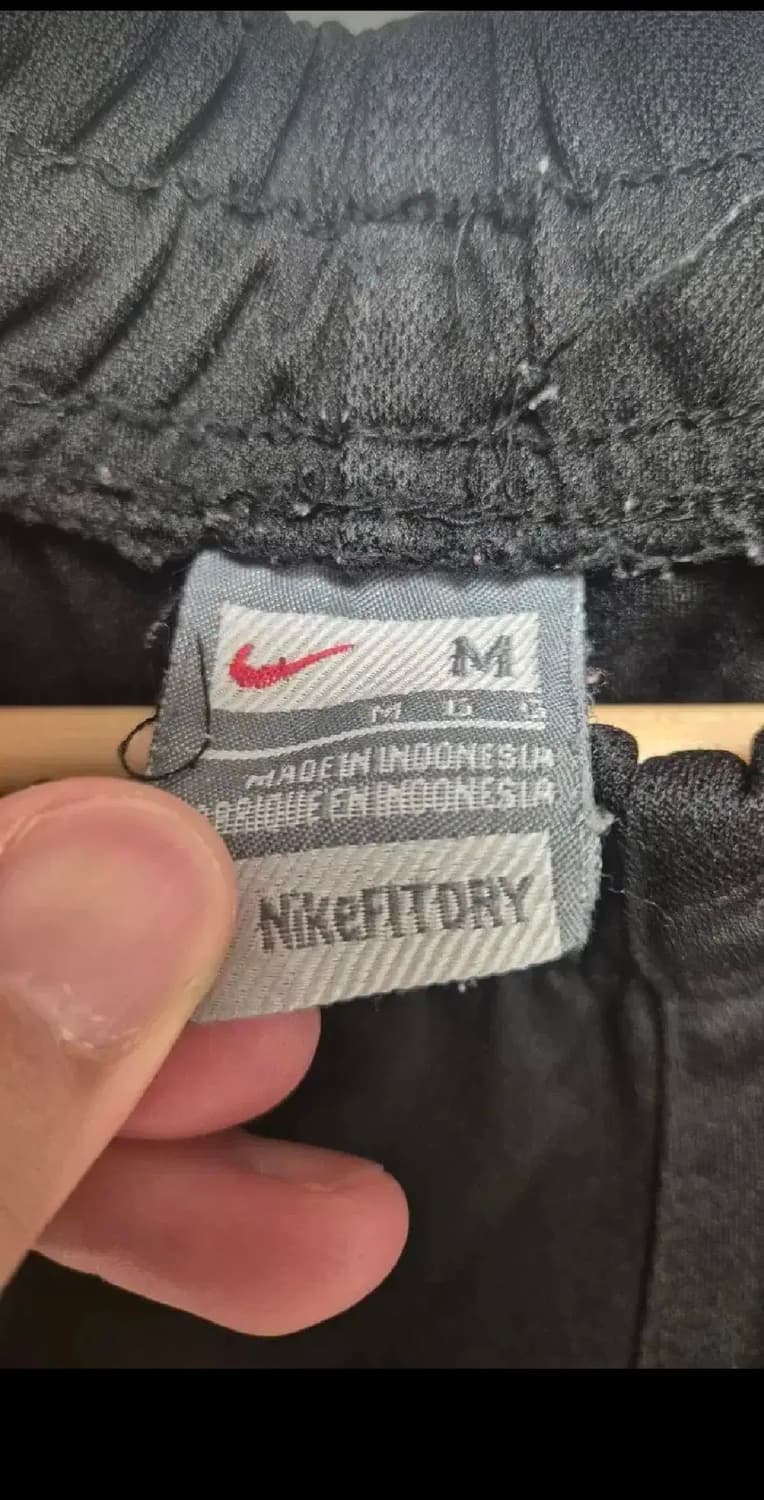 M
M G G
MADE IN INDONESIA
FABRIQUE EN INDONESIA
NikeFITDRY